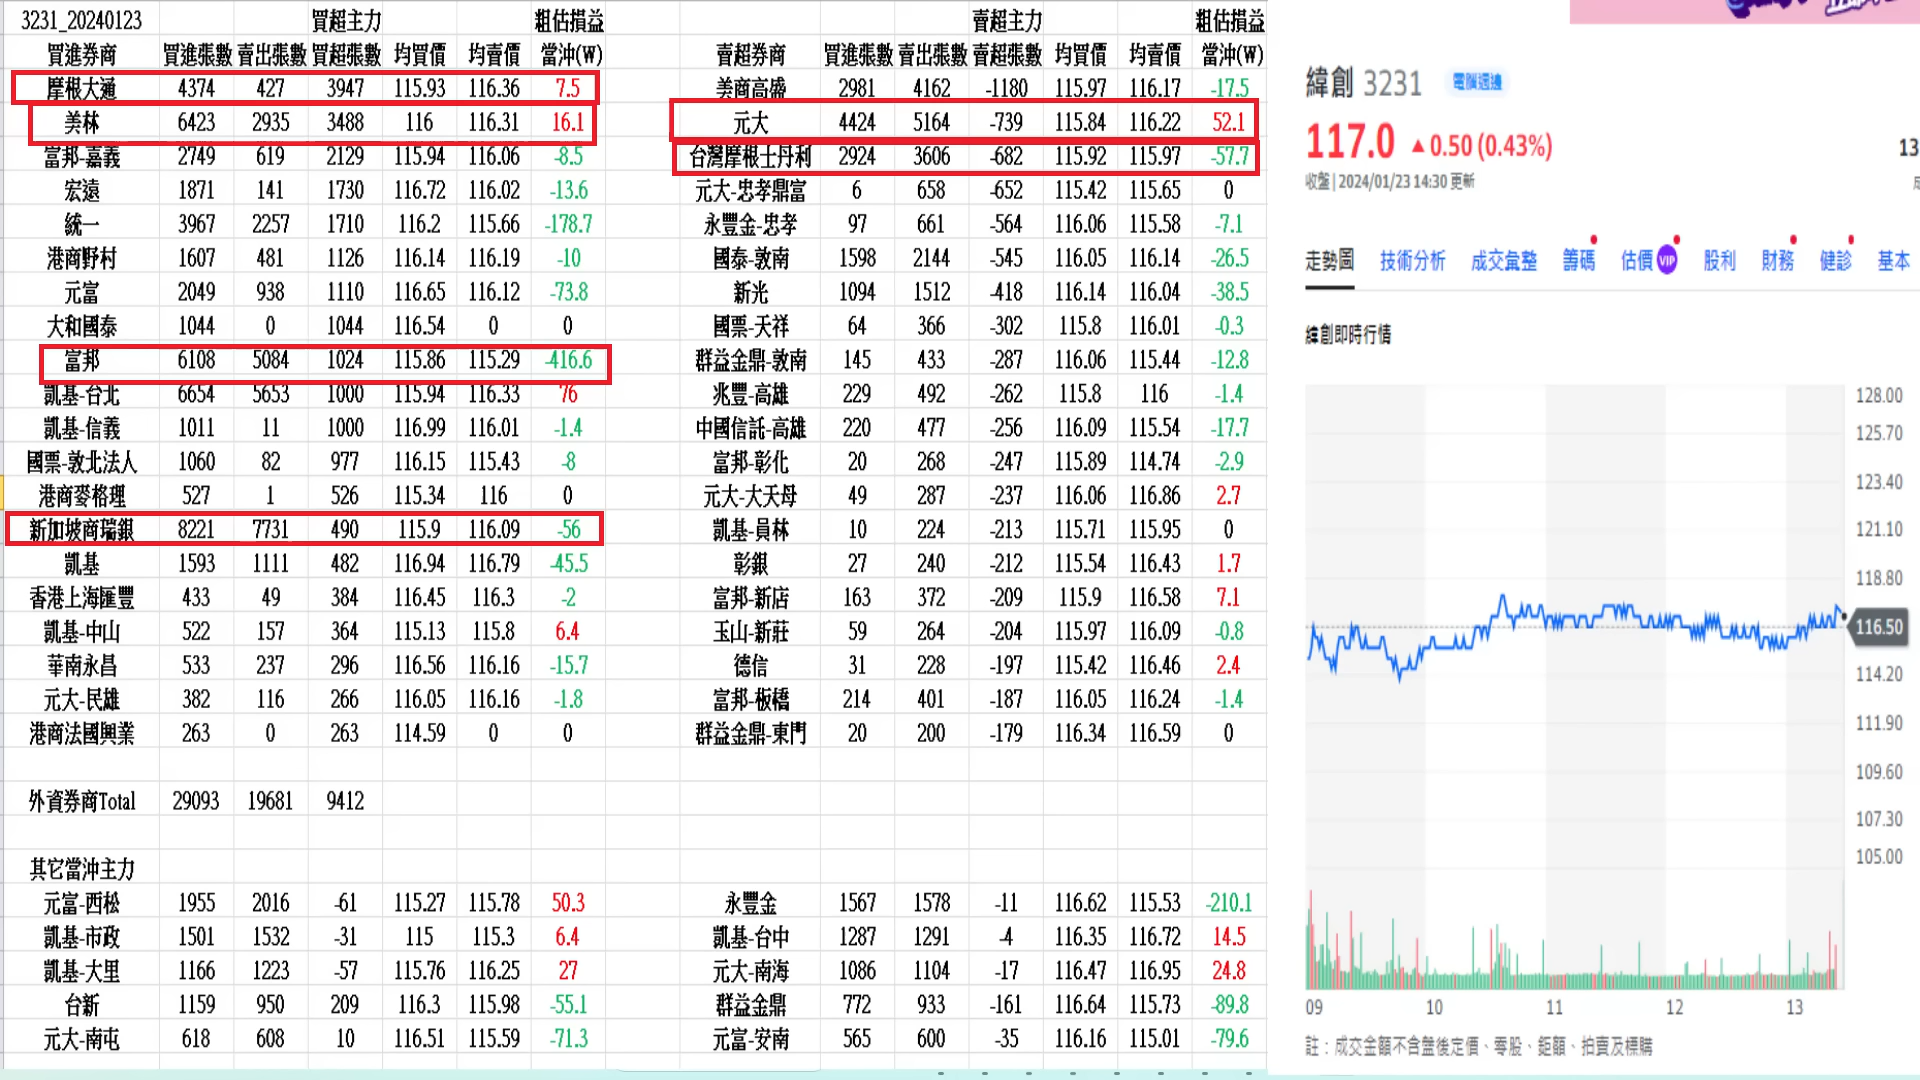 3231_20240123 買超主力 粗估損益 賣超主力 粗估損益
買進券商 買進張數 賣出張數 買超張數 均買價 均賣價 當沖(W) 賣超券商 買進張數 賣出張數 賣超張數 均買價 均賣價 當沖(W)
摩根大通 4374 427 3947 115.93 116.36 7.5 美商高盛 2981 4162 -1180 115.97 116.17 -17.5
美林 6423 2935 3488 116 116.31 16.1 元大 4424 5164 -739 115.84 116.22 52.1
富邦-嘉義 2749 619 2129 115.94 116.06 -8.5 台灣摩根士丹利 2924 3606 -682 115.92 115.97 -57.7
宏遠 1871 141 1730 116.72 116.02 -13.6 元大-忠孝鼎富 6 658 -652 115.42 115.65 0
統一 3967 2257 1710 116.2 115.66 -178.7 永豐金-忠孝 97 661 -564 116.06 115.58 -7.1
港商野村 1607 481 1126 116.14 116.19 -10 國泰-敦南 1598 2144 -545 116.05 116.14 -26.5
元富 2049 938 1110 116.65 116.12 -73.8 新光 1094 1512 -418 116.14 116.04 -38.5
大和國泰 1044 0 1044 116.54 0 0 國票-天祥 64 366 -302 115.8 116.01 -0.3
富邦 6108 5084 1024 115.86 115.29 -416.6 群益金鼎-敦南 145 433 -287 116.06 115.44 -12.8
凱基-台北 6654 5653 1000 115.94 116.33 76 兆豐-高雄 229 492 -262 115.8 116 -1.4
凱基-信義 1011 11 1000 116.99 116.01 -1.4 中國信託-高雄 220 477 -256 116.09 115.54 -17.7
國票-敦北法人 1060 82 977 116.15 115.43 -8 富邦-彰化 20 268 -247 115.89 114.74 -2.9
港商麥格理 527 1 526 115.34 116 0 元大-大天母 49 287 -237 116.06 116.86 2.7
新加坡商瑞銀 8221 7731 490 115.9 116.09 -56 凱基-員林 10 224 -213 115.71 115.95 0
凱基 1593 1111 482 116.94 116.79 -45.5 彰銀 27 240 -212 115.54 116.43 1.7
香港上海匯豐 433 49 384 116.45 116.3 -2 富邦-新店 163 372 -209 115.9 116.58 7.1
凱基-中山 522 157 364 115.13 115.8 6.4 玉山-新莊 59 264 -204 115.97 116.09 -0.8
華南永昌 533 237 296 116.56 116.16 -15.7 德信 31 228 -197 115.42 116.46 2.4
元大-民雄 382 116 266 116.05 116.16 -1.8 富邦-板橋 214 401 -187 116.05 116.24 -1.4
港商法國興業 263 0 263 114.59 0 0 群益金鼎-東門 20 200 -179 116.34 116.59 0
外資券商Total 29093 19681 9412
其它當沖主力
元富-西松 1955 2016 -61 115.27 115.78 50.3 永豐金 1567 1578 -11 116.62 115.53 -210.1
凱基-市政 1501 1532 -31 115 115.3 6.4 凱基-台中 1287 1291 -4 116.35 116.72 14.5
凱基-大里 1166 1223 -57 115.76 116.25 27 元大-南海 1086 1104 -17 116.47 116.95 24.8
台新 1159 950 209 116.3 115.98 -55.1 群益金鼎 772 933 -161 116.64 115.73 -89.8
元大-南屯 618 608 10 116.51 115.59 -71.3 元富-安南 565 600 -35 116.16 115.01 -79.6
緯創 3231 電腦週邊
117.0 ▲0.50 (0.43%)
13
收盤 | 2024/01/23 14:30 更新
走勢圖 技術分析 成交彙整 籌碼 估價 VIP 股利 財務 健診 基本
緯創即時行情
128.00
125.70
123.40
121.10
118.80
116.50
114.20
111.90
109.60
107.30
105.00
09 10 11 12 13
註：成交金額不含盤後定價、零股、鉅額、拍賣及標購